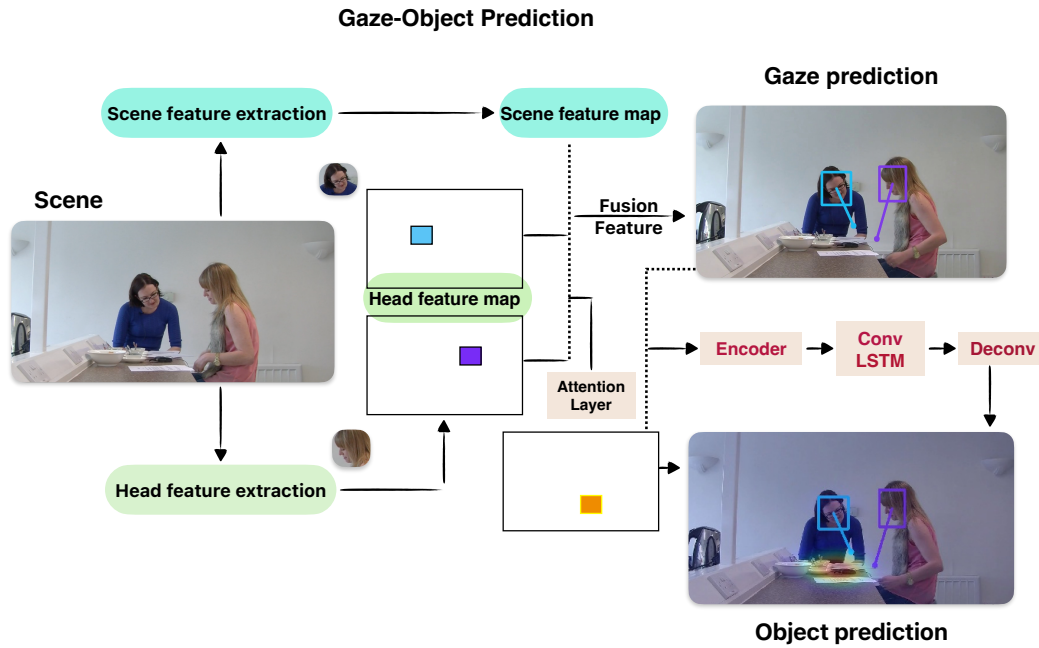 Gaze-Object Prediction
Gaze prediction
Scene feature extraction
Scene feature map
Scene
Fusion
Feature
Head feature map
Encoder
Conv
LSTM
Deconv
Attention
Layer
Head feature extraction
Object prediction